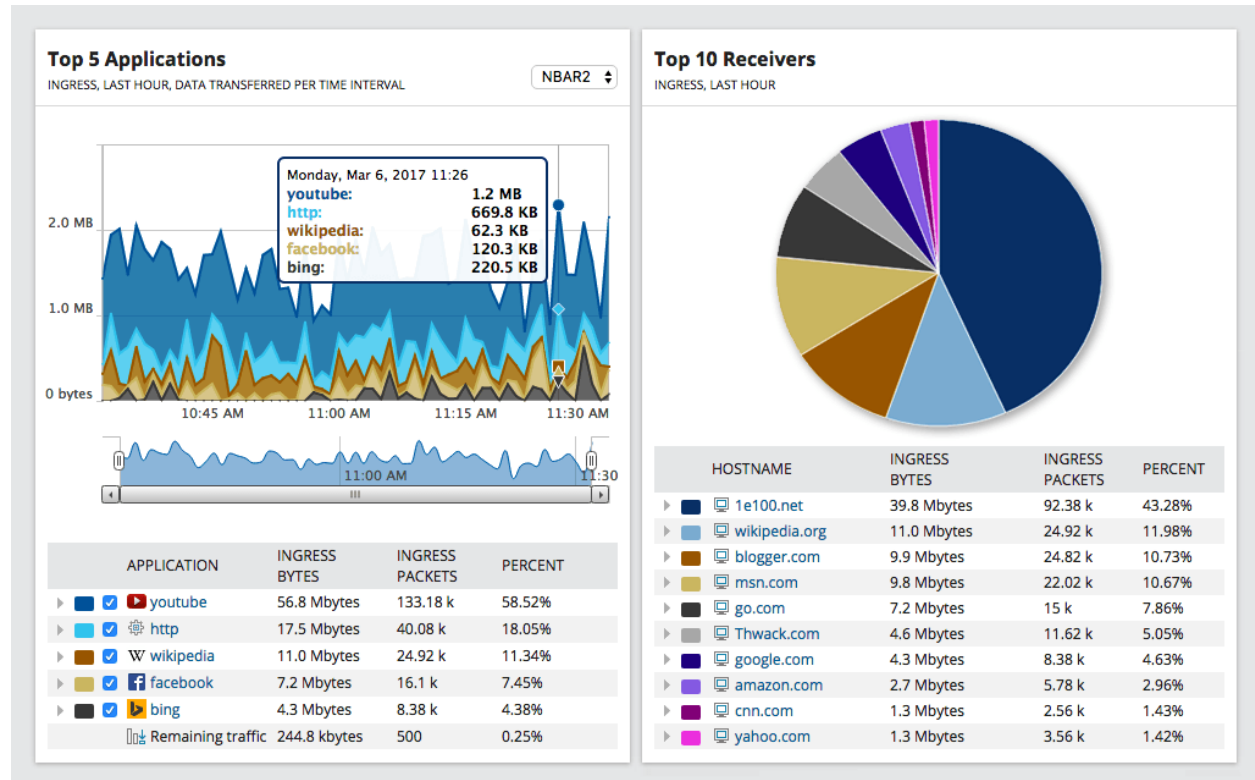 Top 5 Applications
INGRESS, LAST HOUR, DATA TRANSFERRED PER TIME INTERVAL
NBAR2
Monday, Mar 6, 2017 11:26
youtube: 1.2 MB
http: 669.8 KB
wikipedia: 62.3 KB
facebook: 120.3 KB
bing: 220.5 KB
2.0 MB
1.0 MB
0 bytes
10:45 AM 11:00 AM 11:15 AM 11:30 AM
11:00 AM 11:30
APPLICATION INGRESS BYTES INGRESS PACKETS PERCENT
youtube 56.8 Mbytes 133.18 k 58.52%
http 17.5 Mbytes 40.08 k 18.05%
W wikipedia 11.0 Mbytes 24.92 k 11.34%
f facebook 7.2 Mbytes 16.1 k 7.45%
b bing 4.3 Mbytes 8.38 k 4.38%
Remaining traffic 244.8 kbytes 500 0.25%
Top 10 Receivers
INGRESS, LAST HOUR
HOSTNAME INGRESS BYTES INGRESS PACKETS PERCENT
1e100.net 39.8 Mbytes 92.38 k 43.28%
wikipedia.org 11.0 Mbytes 24.92 k 11.98%
blogger.com 9.9 Mbytes 24.82 k 10.73%
msn.com 9.8 Mbytes 22.02 k 10.67%
go.com 7.2 Mbytes 15 k 7.86%
Thwack.com 4.6 Mbytes 11.62 k 5.05%
google.com 4.3 Mbytes 8.38 k 4.63%
amazon.com 2.7 Mbytes 5.78 k 2.96%
cnn.com 1.3 Mbytes 2.56 k 1.43%
yahoo.com 1.3 Mbytes 3.56 k 1.42%